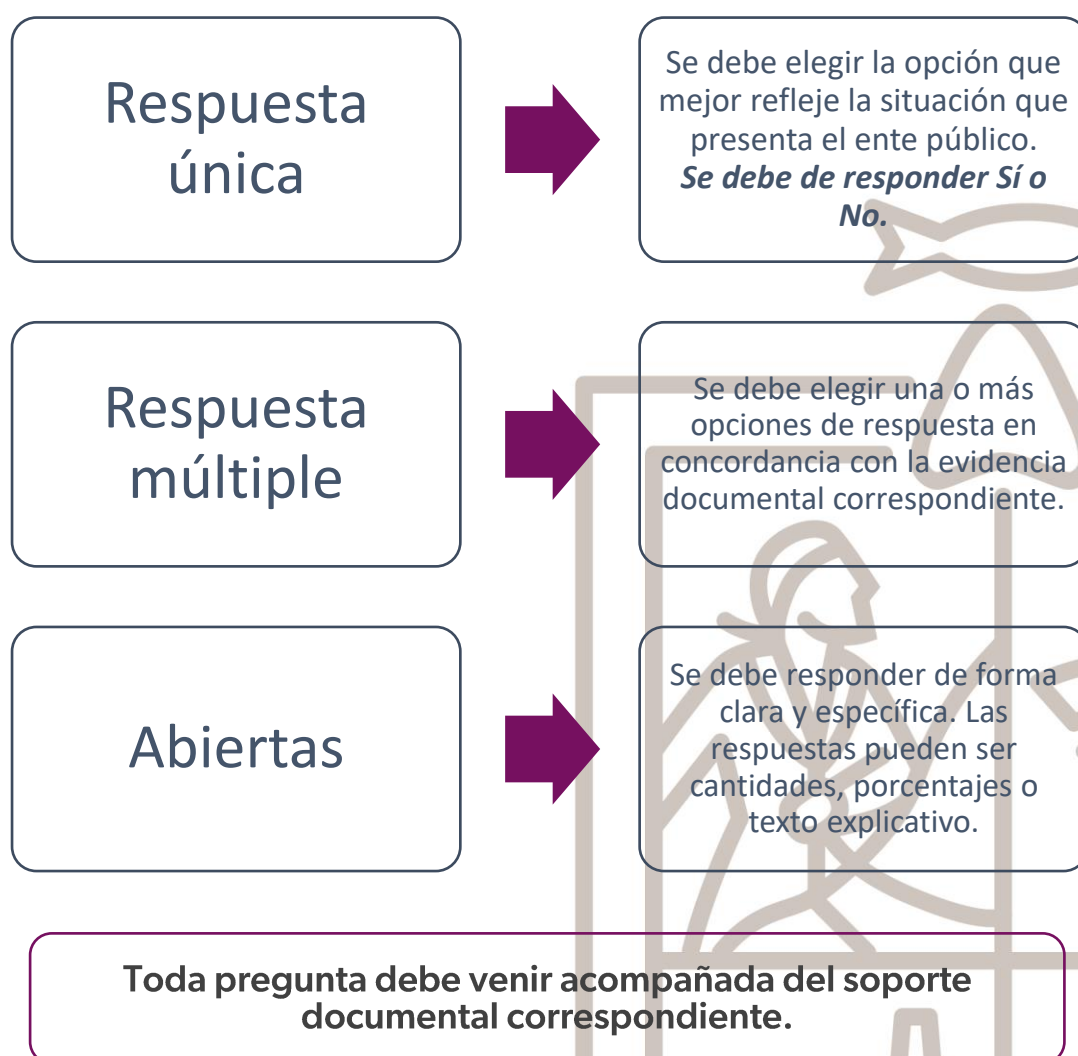 Respuesta
única
Se debe elegir la opción que
mejor refleje la situación que
presenta el ente público.
Se debe de responder Sí o
No.
Respuesta
múltiple
Se debe elegir una o más
opciones de respuesta en
concordancia con la evidencia
documental correspondiente.
Abiertas
Se debe responder de forma
clara y específica. Las
respuestas pueden ser
cantidades, porcentajes o
texto explicativo.
Toda pregunta debe venir acompañada del soporte
documental correspondiente.